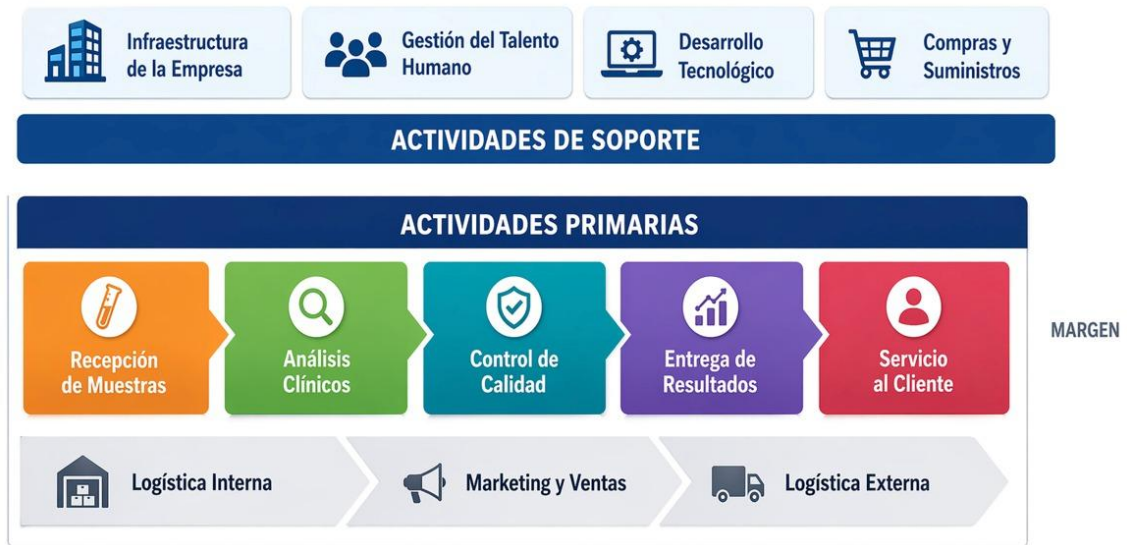 Infraestructura
de la Empresa
Gestión del Talento
Humano
Desarrollo
Tecnológico
Compras y
Suministros
ACTIVIDADES DE SOPORTE
ACTIVIDADES PRIMARIAS
Recepción
de Muestras
Análisis
Clínicos
Control de
Calidad
Entrega de
Resultados
Servicio
al Cliente
MARGEN
Logística Interna
Marketing y Ventas
Logística Externa